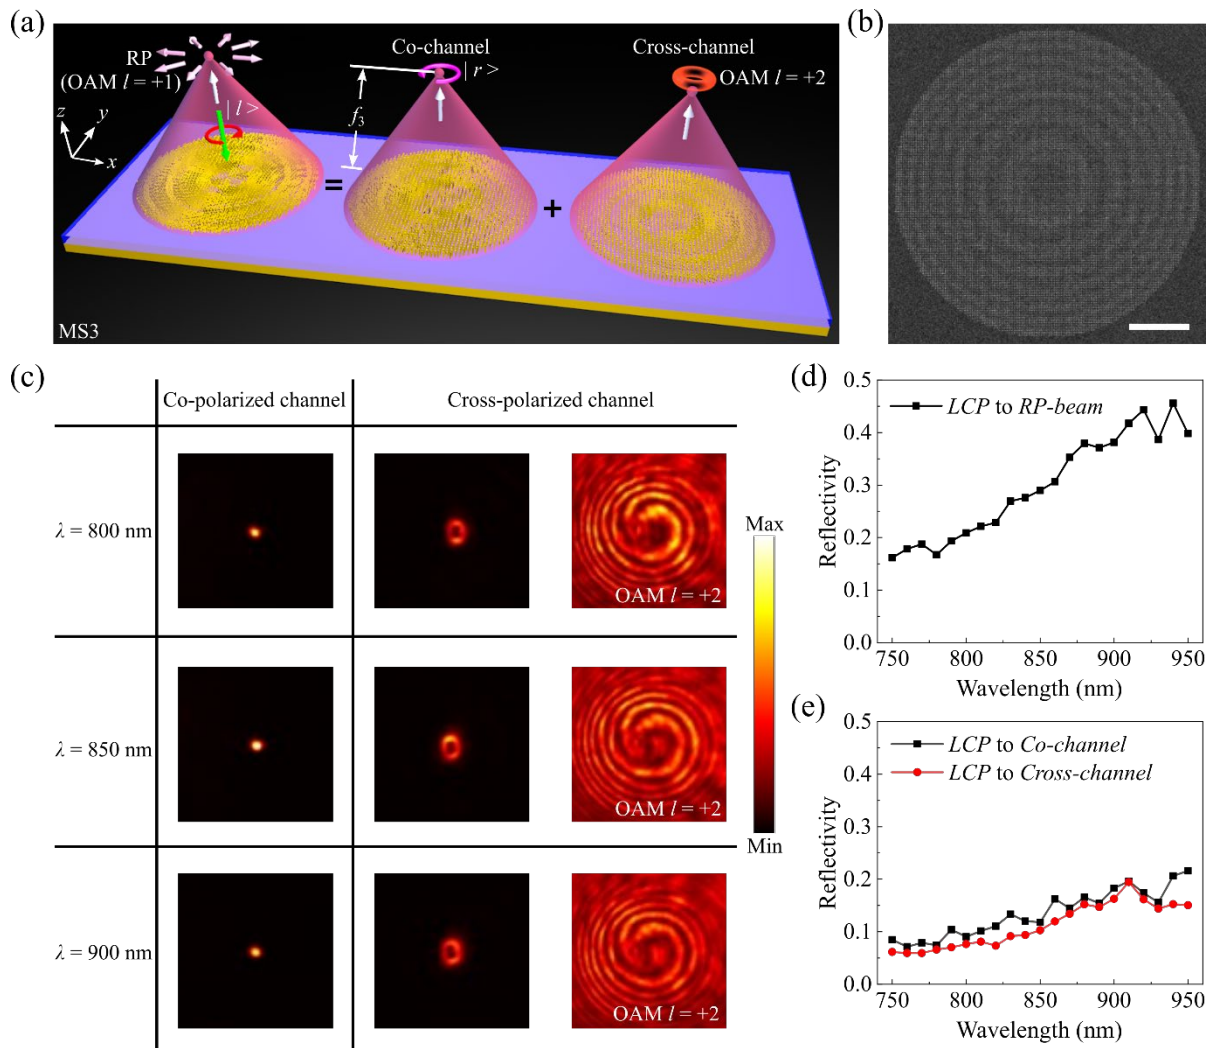 (a)
RP
(OAM l = +1)
| l >
z
y
x
Co-channel
| r >
f3
Cross-channel
OAM l = +2
=
+
MS3
(b)
(c)
Co-polarized channel
Cross-polarized channel
λ = 800 nm
OAM l = +2
λ = 850 nm
OAM l = +2
λ = 900 nm
OAM l = +2
Max
Min
(d)
LCP to RP-beam
Reflectivity
0.5
0.4
0.3
0.2
0.1
0.0
750 800 850 900 950
Wavelength (nm)
(e)
LCP to Co-channel
LCP to Cross-channel
Reflectivity
0.5
0.4
0.3
0.2
0.1
0.0
750 800 850 900 950
Wavelength (nm)